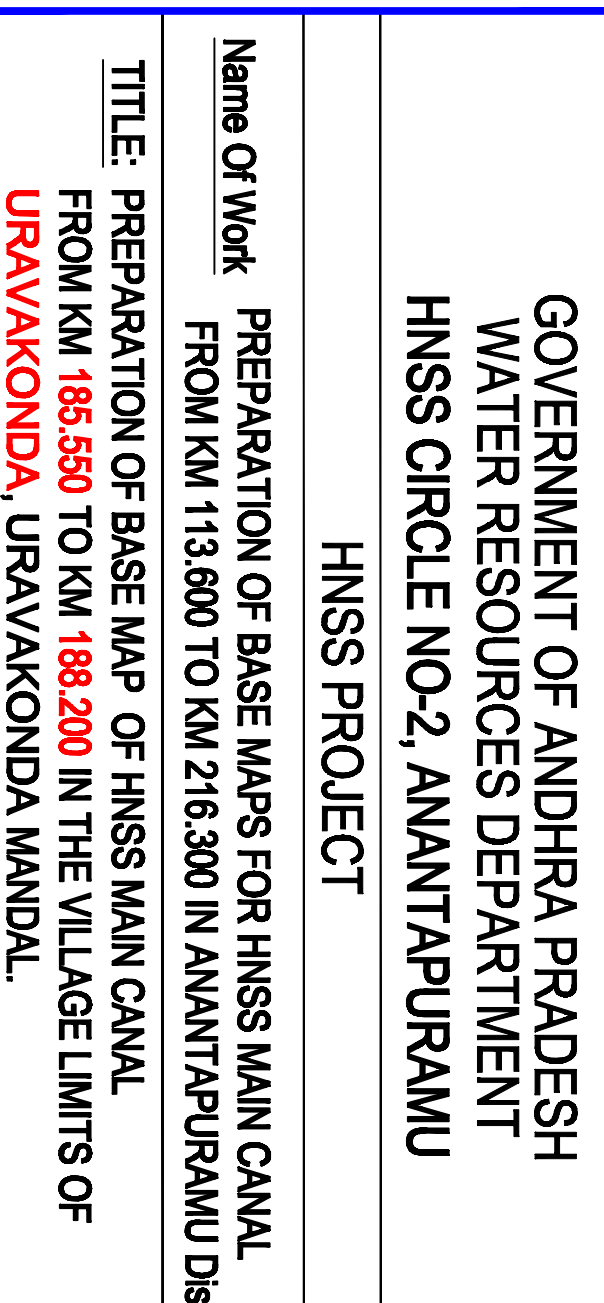 GOVERNMENT OF ANDHRA PRADESH
WATER RESOURCES DEPARTMENT
HNSS CIRCLE NO-2, ANANTAPURAMU
HNSS PROJECT
Name Of Work PREPARATION OF BASE MAPS FOR HNSS MAIN CANAL
FROM KM 113.600 TO KM 216.300 IN ANANTAPURAMU Dis
TITLE: PREPARATION OF BASE MAP OF HNSS MAIN CANAL
FROM KM 185.550 TO KM 188.200 IN THE VILLAGE LIMITS OF
URAVAKONDA, URAVAKONDA MANDAL.